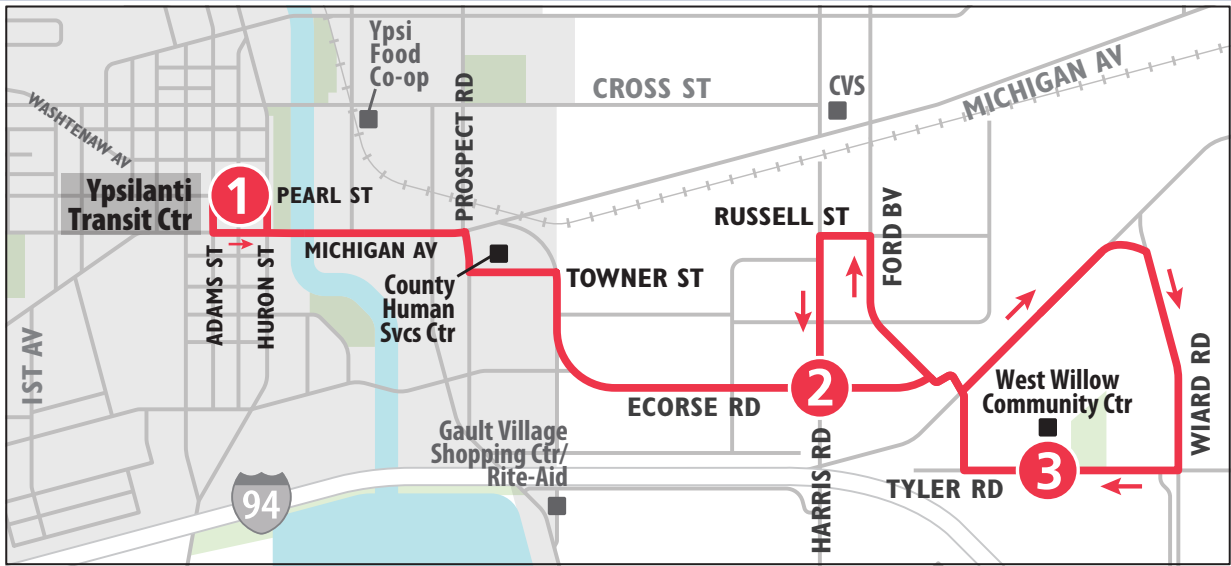 Ypsi
Food
Co-op
PROSPECT RD
CROSS ST
CVS
MICHIGAN AV
WASHTENAW AV
Ypsilanti
Transit Ctr
1
PEARL ST
RUSSELL ST
FORD BV
MICHIGAN AV
ADAMS ST
HURON ST
County
Human
Svcs Ctr
TOWNER ST
1ST AV
2
ECORSE RD
West Willow
Community Ctr
WIARD RD
Gault Village
Shopping Ctr/
Rite-Aid
HARRIS RD
TYLER RD
3
94